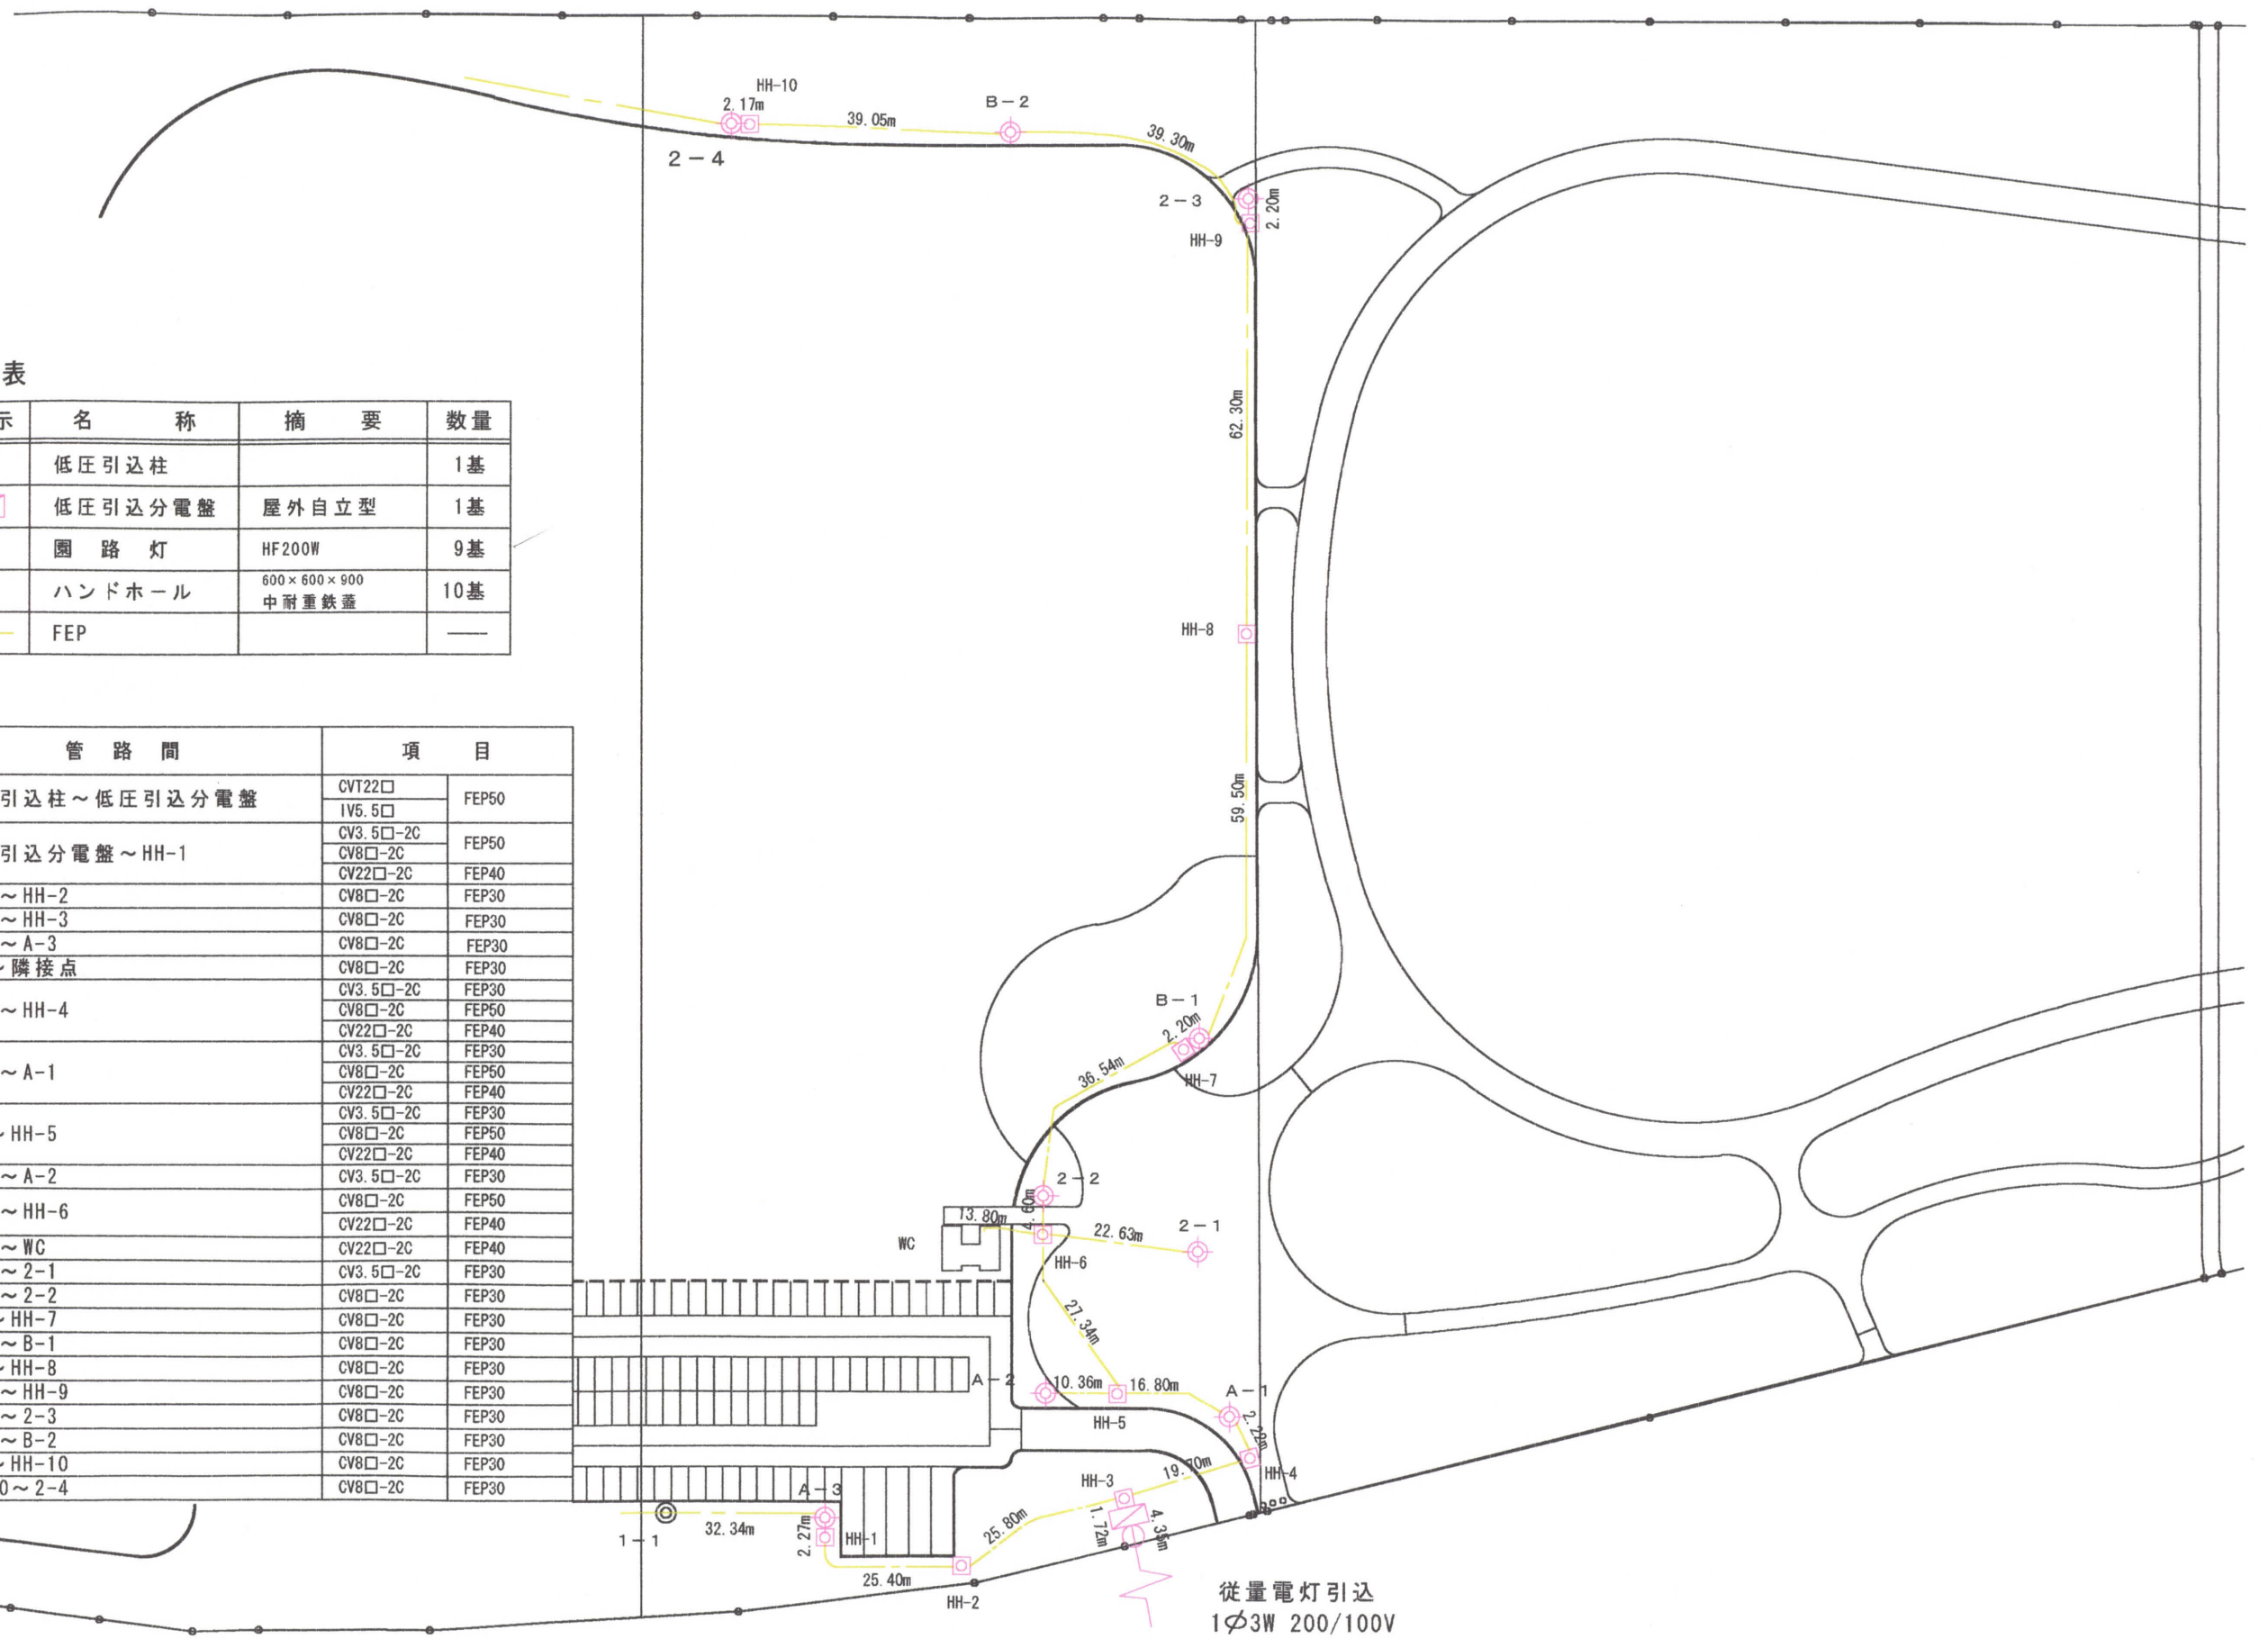 HH-10
2.17m
39.05m
B-2
39.30m
2-4
2-3
2.20m
HH-9
62.30m
表
示 名 称 摘 要 数量
低圧引込柱 1基
低圧引込分電盤 屋外自立型 1基
園 路 灯 HF200W 9基
ハンドホール 600×600×900 中耐重鉄蓋 10基
FEP ——
HH-8
59.50m
管 路 間 項 目
引込柱~低圧引込分電盤 CVT22□ FEP50
IV5.5□
引込分電盤~HH-1 CV3.5□-2C FEP50
CV8□-2C
CV22□-2C FEP40
~HH-2 CV8□-2C FEP30
~HH-3 CV8□-2C FEP30
~A-3 CV8□-2C FEP30
~隣接点 CV8□-2C FEP30
~HH-4 CV3.5□-2C FEP30
CV8□-2C FEP50
CV22□-2C FEP40
~A-1 CV3.5□-2C FEP30
CV8□-2C FEP50
CV22□-2C FEP40
~HH-5 CV3.5□-2C FEP30
CV8□-2C FEP50
CV22□-2C FEP40
~A-2 CV3.5□-2C FEP30
~HH-6 CV8□-2C FEP50
CV22□-2C FEP40
~WC CV22□-2C FEP40
~2-1 CV3.5□-2C FEP30
~2-2 CV8□-2C FEP30
~HH-7 CV8□-2C FEP30
~B-1 CV8□-2C FEP30
~HH-8 CV8□-2C FEP30
~HH-9 CV8□-2C FEP30
~2-3 CV8□-2C FEP30
~B-2 CV8□-2C FEP30
~HH-10 CV8□-2C FEP30
0~2-4 CV8□-2C FEP30
B-1
2.20m
HH-7
36.54m
2-2
4.60m
13.80m
WC
22.63m
2-1
HH-6
27.34m
A-2
10.36m
16.80m
A-1
HH-5
2.22m
HH-4
19.70m
HH-3
1.72m
4.35m
25.80m
A-3
2.27m
HH-1
32.34m
1-1
25.40m
HH-2
従量電灯引込
1φ3W 200/100V